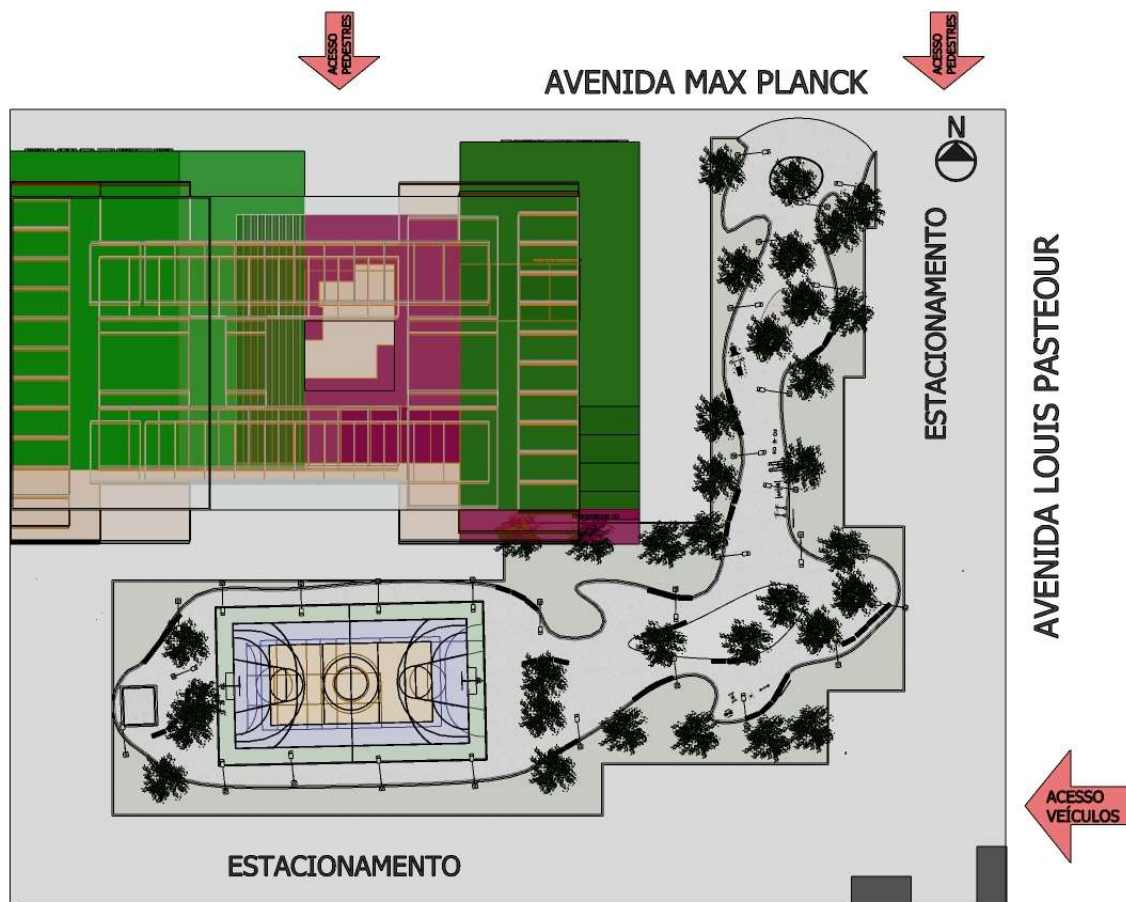 ACESSO
PEDESTRES
ACESSO
PEDESTRES
AVENIDA MAX PLANCK
N
ESTACIONAMENTO
AVENIDA LOUIS PASTEOUR
ACESSO
VEÍCULOS
ESTACIONAMENTO